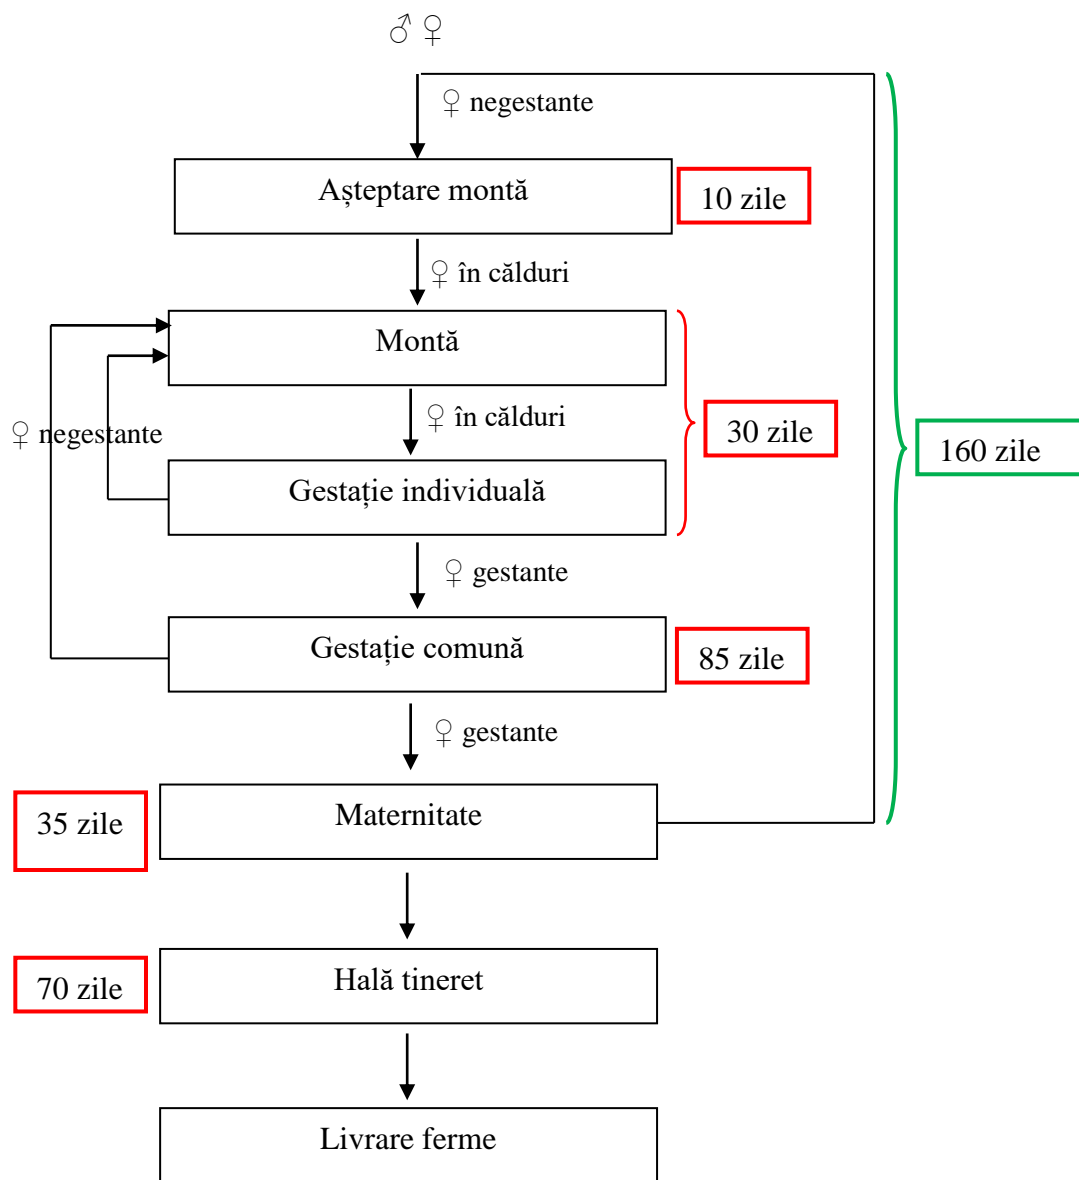 ♂ ♀
♀ negestante
Așteptare montă
10 zile
♀ în călduri
Montă
♀ în călduri
30 zile
♀ negestante
160 zile
Gestație individuală
♀ gestante
Gestație comună
85 zile
♀ gestante
35 zile
Maternitate
70 zile
Hală tineret
Livrare ferme